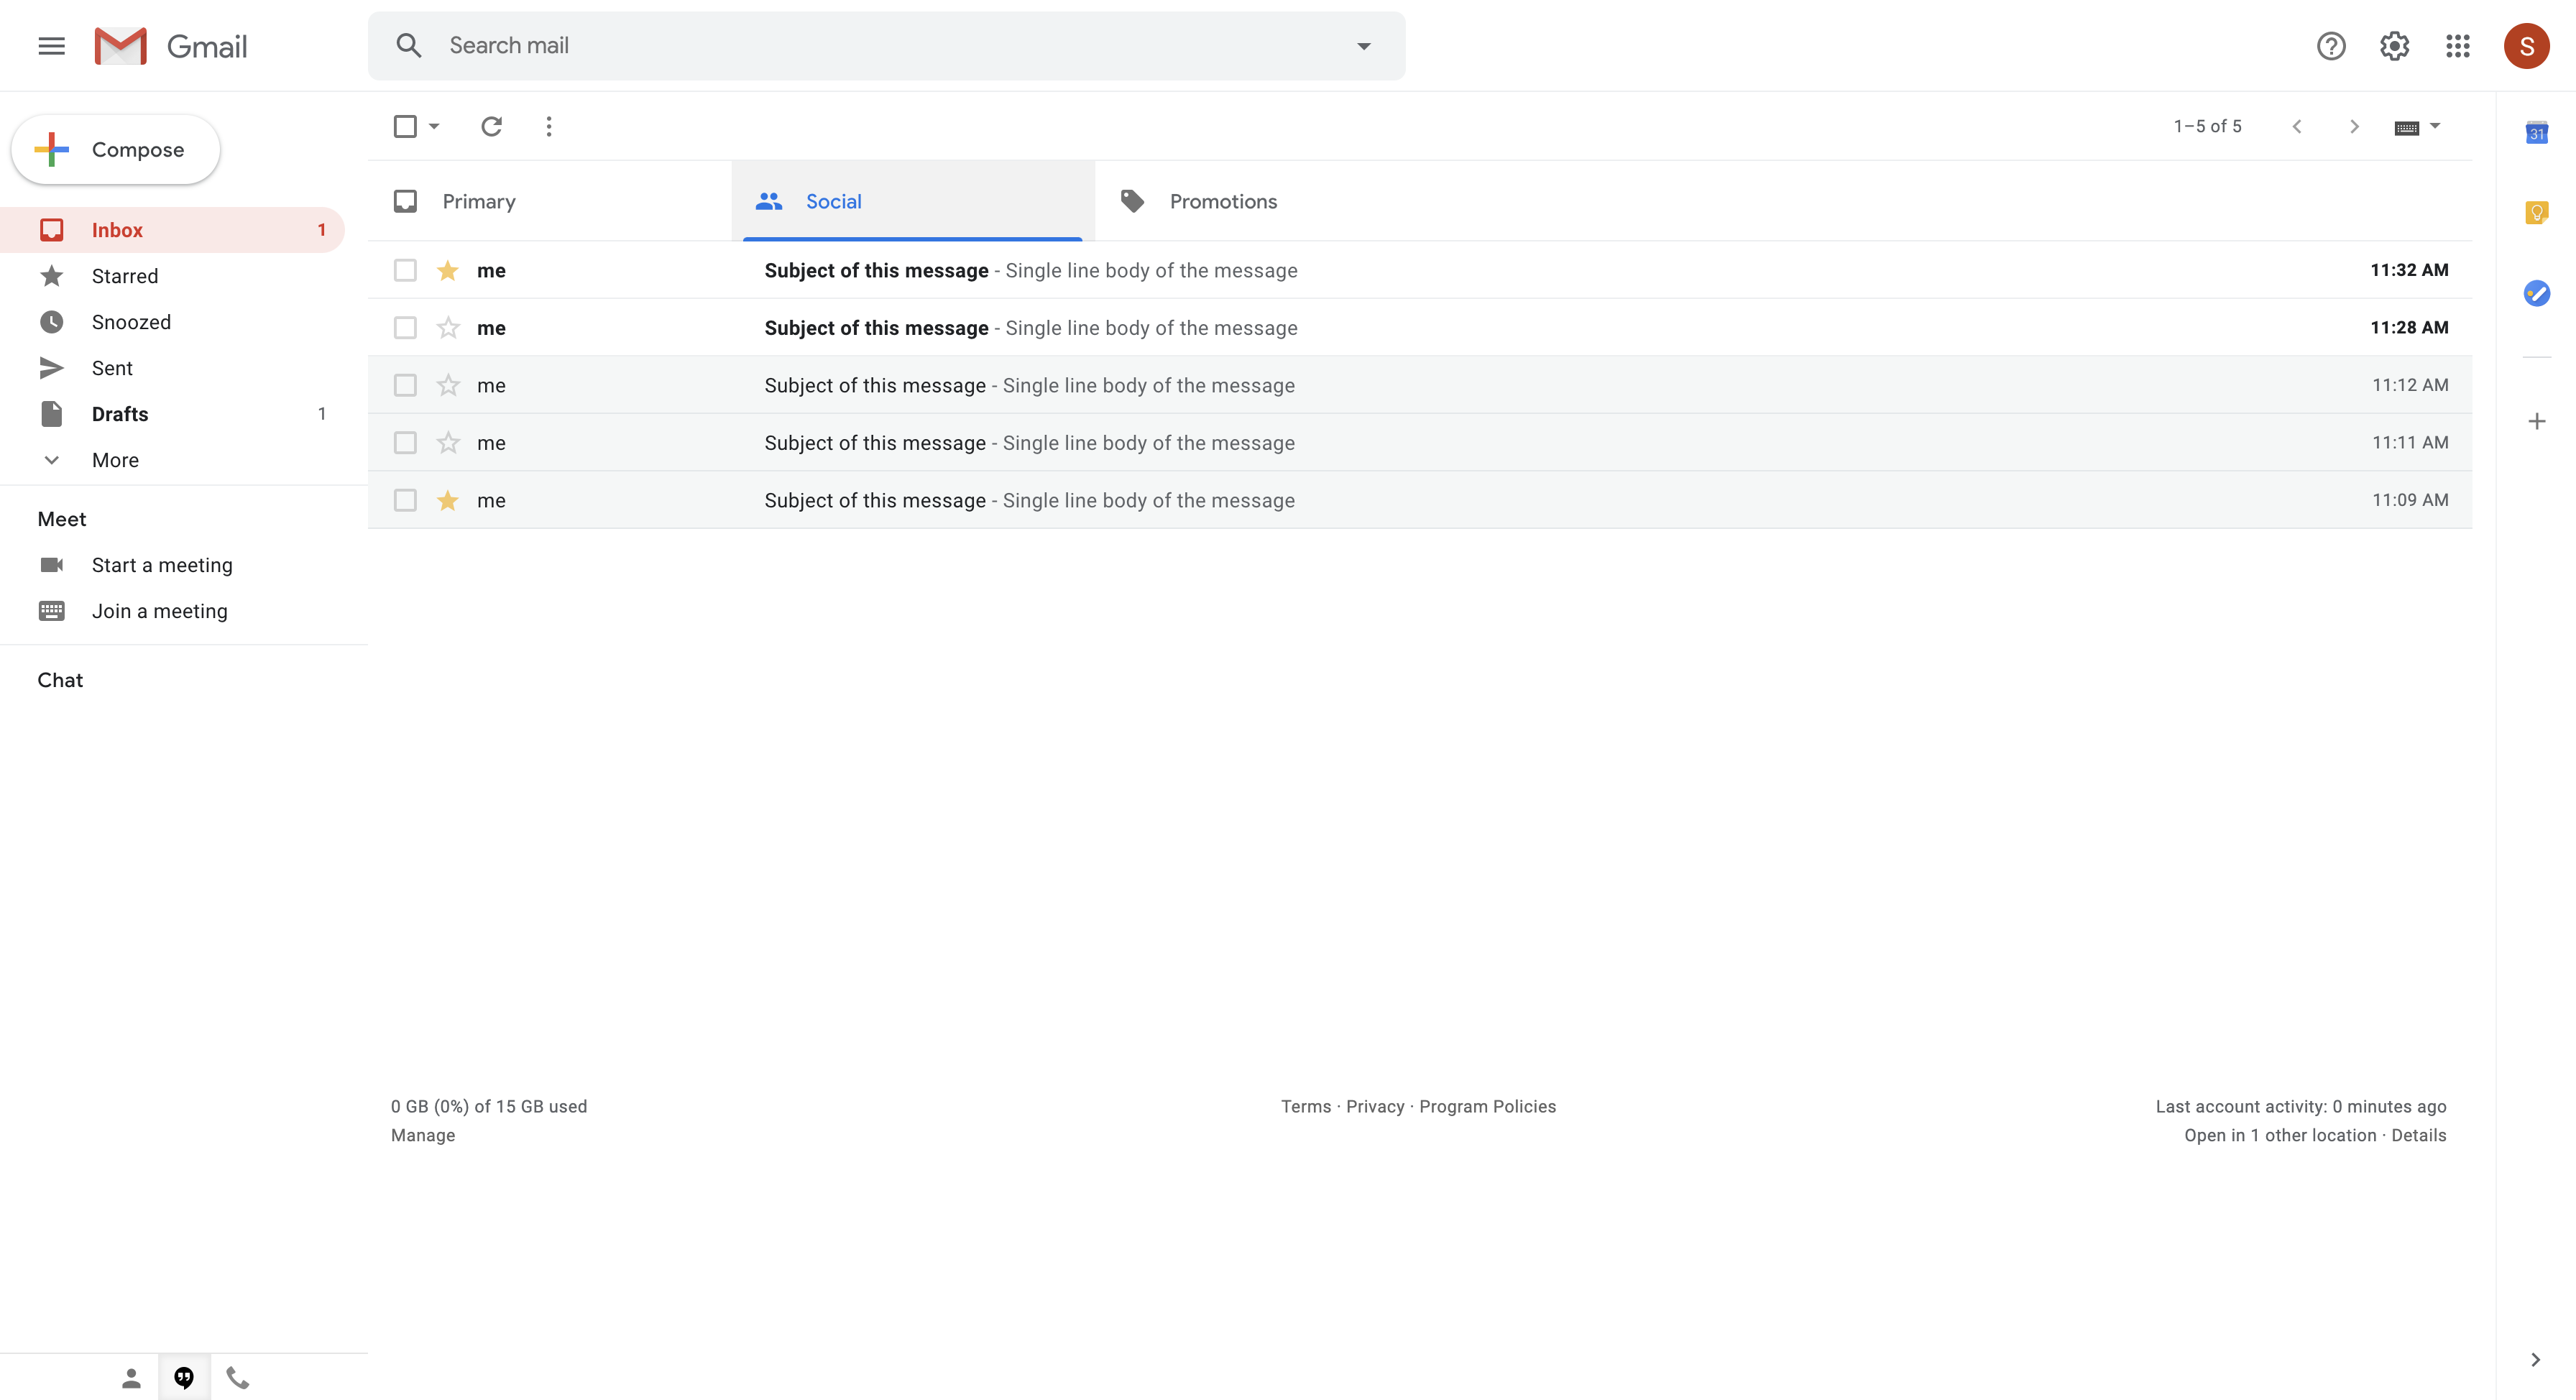 Gmail
Search mail
S
Compose
1–5 of 5
31
Primary
Social
Promotions
Inbox 1
Starred
Snoozed
Sent
Drafts 1
More
me Subject of this message - Single line body of the message 11:32 AM
me Subject of this message - Single line body of the message 11:28 AM
me Subject of this message - Single line body of the message 11:12 AM
me Subject of this message - Single line body of the message 11:11 AM
me Subject of this message - Single line body of the message 11:09 AM
Meet
Start a meeting
Join a meeting
Chat
0 GB (0%) of 15 GB used
Manage
Terms · Privacy · Program Policies
Last account activity: 0 minutes ago
Open in 1 other location · Details